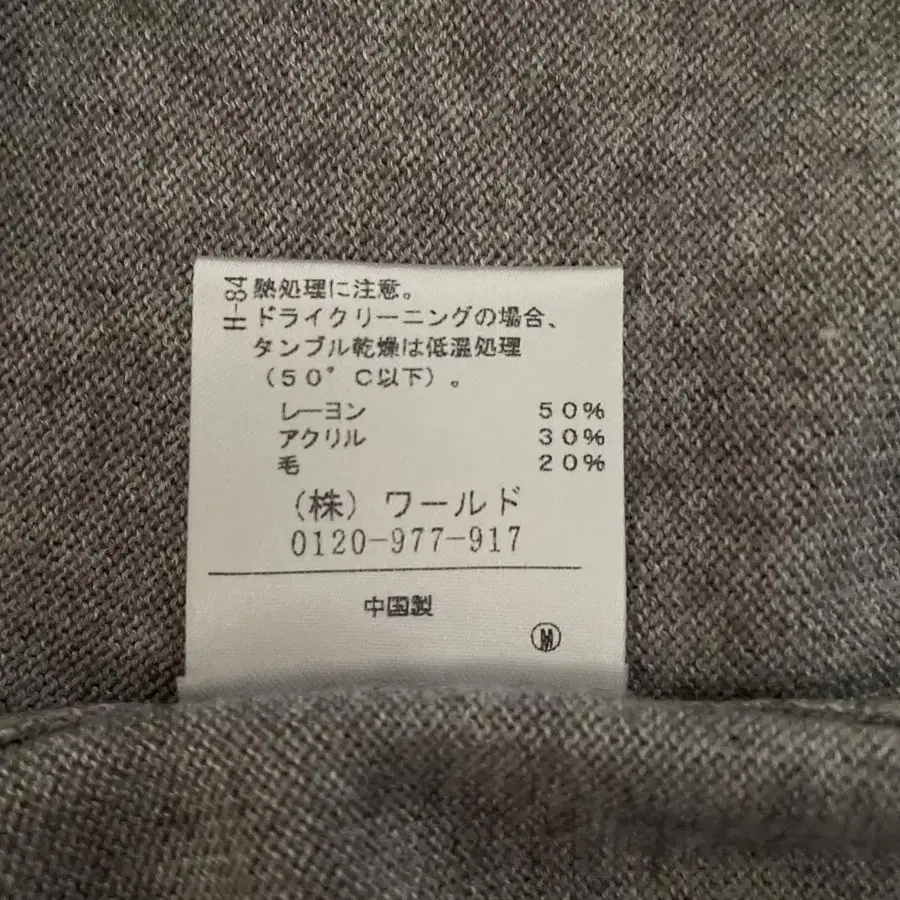 H-84
熱処理に注意。
ドライクリーニングの場合、
タンブル乾燥は低温処理
（50°C以下）。
レーヨン 50%
アクリル 30%
毛 20%
（株）ワールド
0120-977-917
中国製
Ⓜ